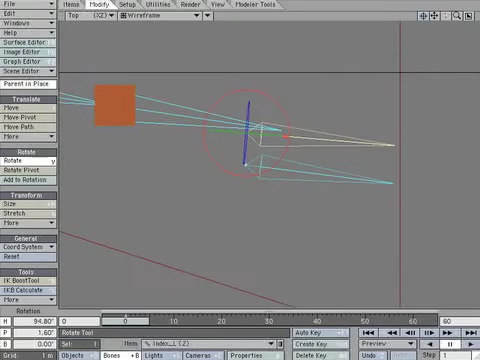 File Items Modify Setup Utilities Render View Modeler Tools
Edit Top (XZ) Wireframe
Windows
Help
Surface Editor
Image Editor
Graph Editor
Scene Editor
Parent in Place
Translate
Move
Move Pivot
Move Path
More
Rotate
Rotate y
Rotate Pivot
Add to Rotation
Transform
Size
Stretch
More
General
Coord System
Reset
Tools
IK BoostTool
IKB Calculate
More
Rotation
H 94.80° 0 0 10 20 30 40 50 60 60
P 1.60° Rotate Tool Auto Key
B 0.00° Sel: 1 Item Index_L (2) Create Key Preview
Grid: 1 m Objects Bones Lights Cameras Properties Delete Key Step 1